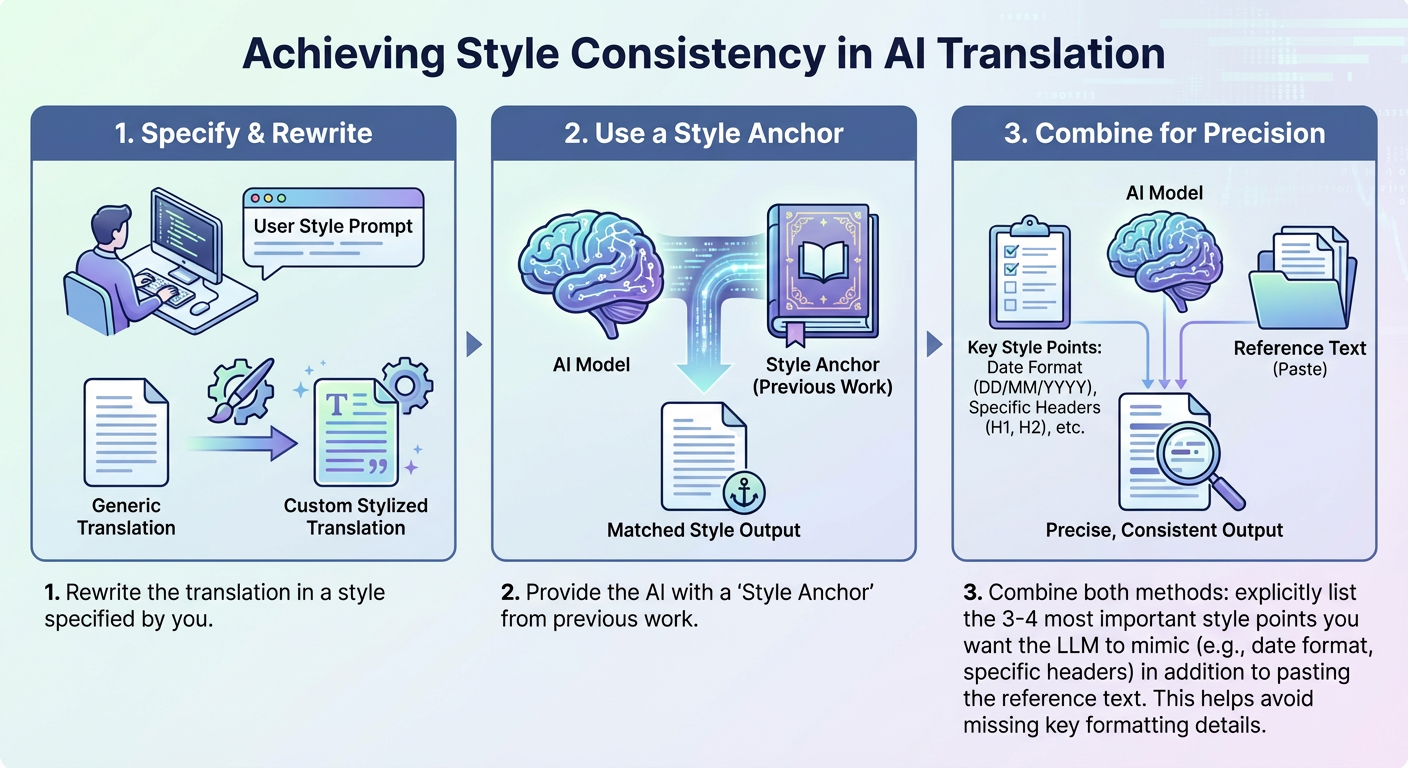 Achieving Style Consistency in AI Translation
1. Specify & Rewrite
User Style Prompt
Generic
Translation
Custom Stylized
Translation
1. Rewrite the translation in a style
specified by you.
2. Use a Style Anchor
AI Model
Style Anchor
(Previous Work)
Matched Style Output
2. Provide the AI with a ‘Style Anchor’
from previous work.
3. Combine for Precision
AI Model
Key Style Points:
Date Format
(DD/MM/YYYY),
Specific Headers
(H1, H2), etc.
Reference Text
(Paste)
Precise, Consistent Output
3. Combine both methods: explicitly list
the 3-4 most important style points you
want the LLM to mimic (e.g., date format,
specific headers) in addition to pasting
the reference text. This helps avoid
missing key formatting details.